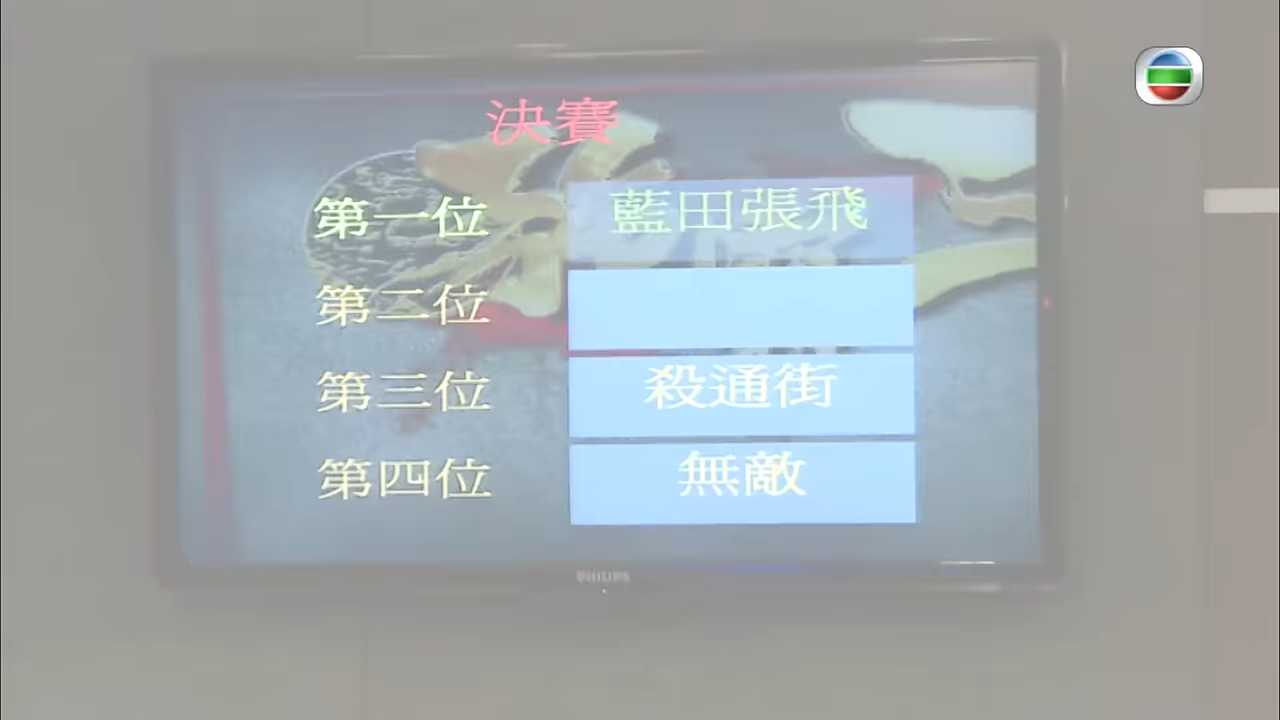 決賽
第一位 藍田張飛
第二位
第三位 殺通街
第四位 無敵
PHILIPS